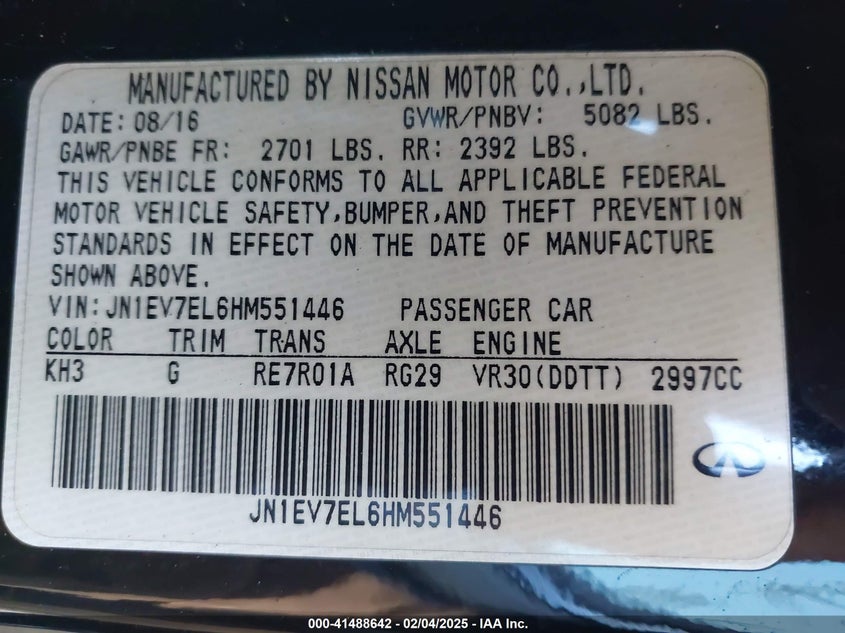 MANUFACTURED BY NISSAN MOTOR CO.,LTD.
DATE:08/16 GVWR/PNBV: 5082 LBS.
GAWR/PNBE FR: 2701 LBS. RR: 2392 LBS.
THIS VEHICLE CONFORMS TO ALL APPLICABLE FEDERAL
MOTOR VEHICLE SAFETY,BUMPER,AND THEFT PREVENTION
STANDARDS IN EFFECT ON THE DATE OF MANUFACTURE
SHOWN ABOVE.
VIN:JN1EV7EL6HM551446 PASSENGER CAR
COLOR TRIM TRANS AXLE ENGINE
KH3 G RE7R01A RG29 VR30(DDTT) 2997CC
JN1EV7EL6HM551446
000-41488642 - 02/04/2025 - IAA Inc.